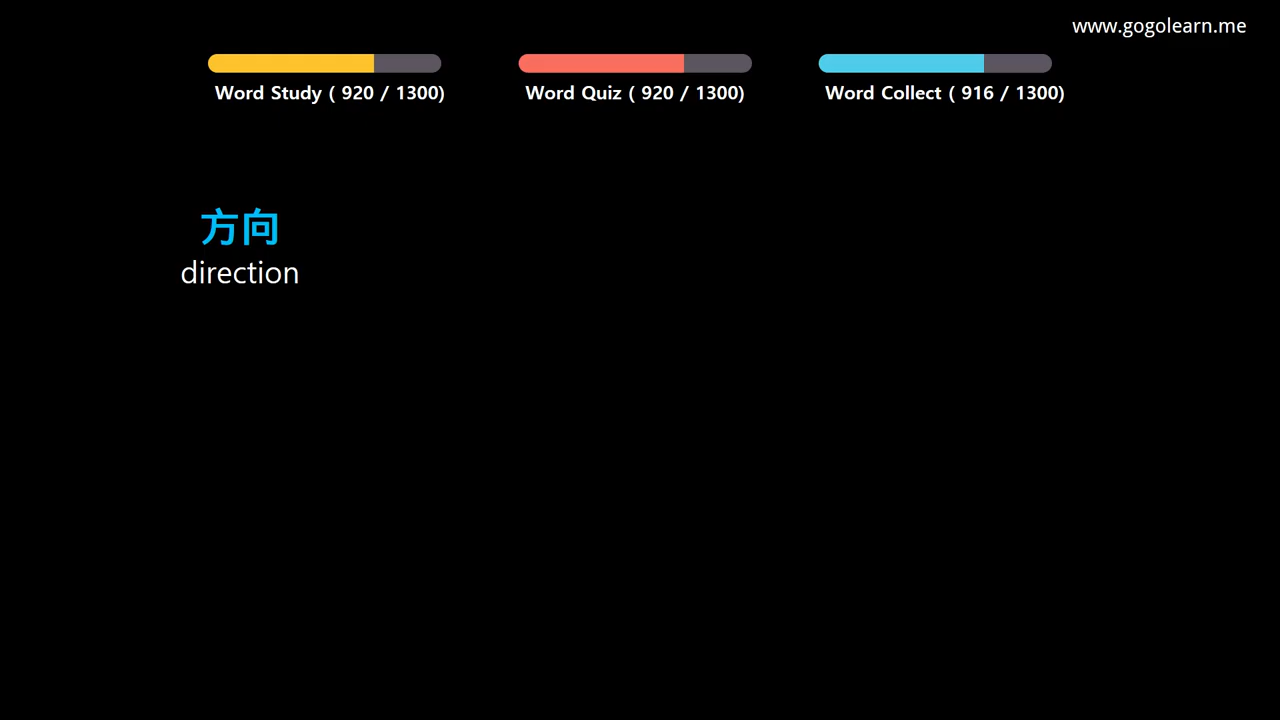 www.gogolearn.me
Word Study ( 920 / 1300)
Word Quiz ( 920 / 1300)
Word Collect ( 916 / 1300)
方向
direction